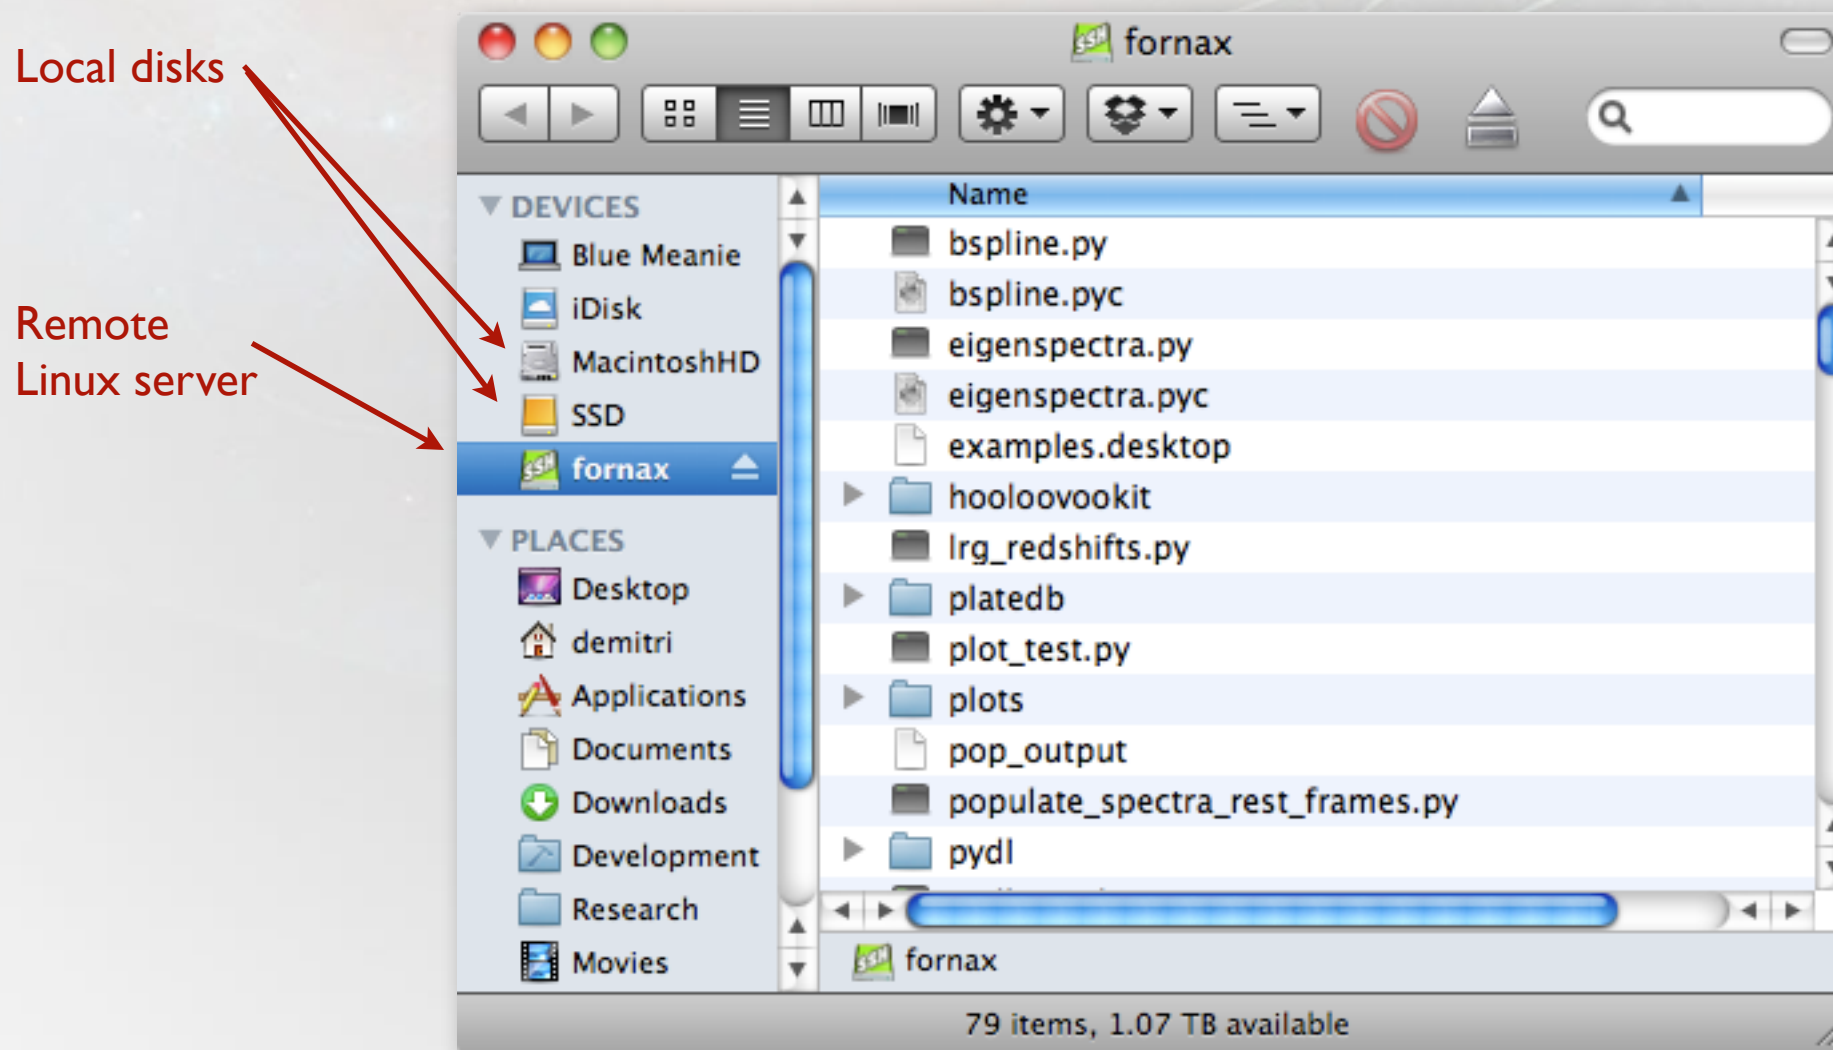 Local disks
Remote
Linux server
fornax
DEVICES
Blue Meanie
iDisk
MacintoshHD
SSD
SSH fornax
PLACES
Desktop
demitri
Applications
Documents
Downloads
Development
Research
Movies
Name
bspline.py
bspline.pyc
eigenspectra.py
eigenspectra.pyc
examples.desktop
hooloovookit
lrg_redshifts.py
platedb
plot_test.py
plots
pop_output
populate_spectra_rest_frames.py
pydl
SSH fornax
79 items, 1.07 TB available